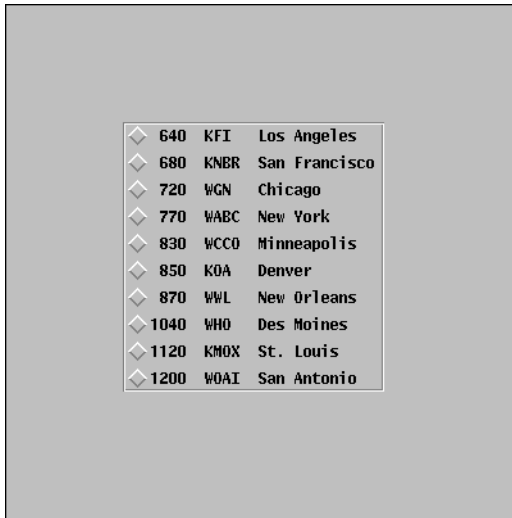 640 KFI Los Angeles
680 KNBR San Francisco
720 WGN Chicago
770 WABC New York
830 WCCO Minneapolis
850 KOA Denver
870 WWL New Orleans
1040 WHO Des Moines
1120 KMOX St. Louis
1200 WOAI San Antonio